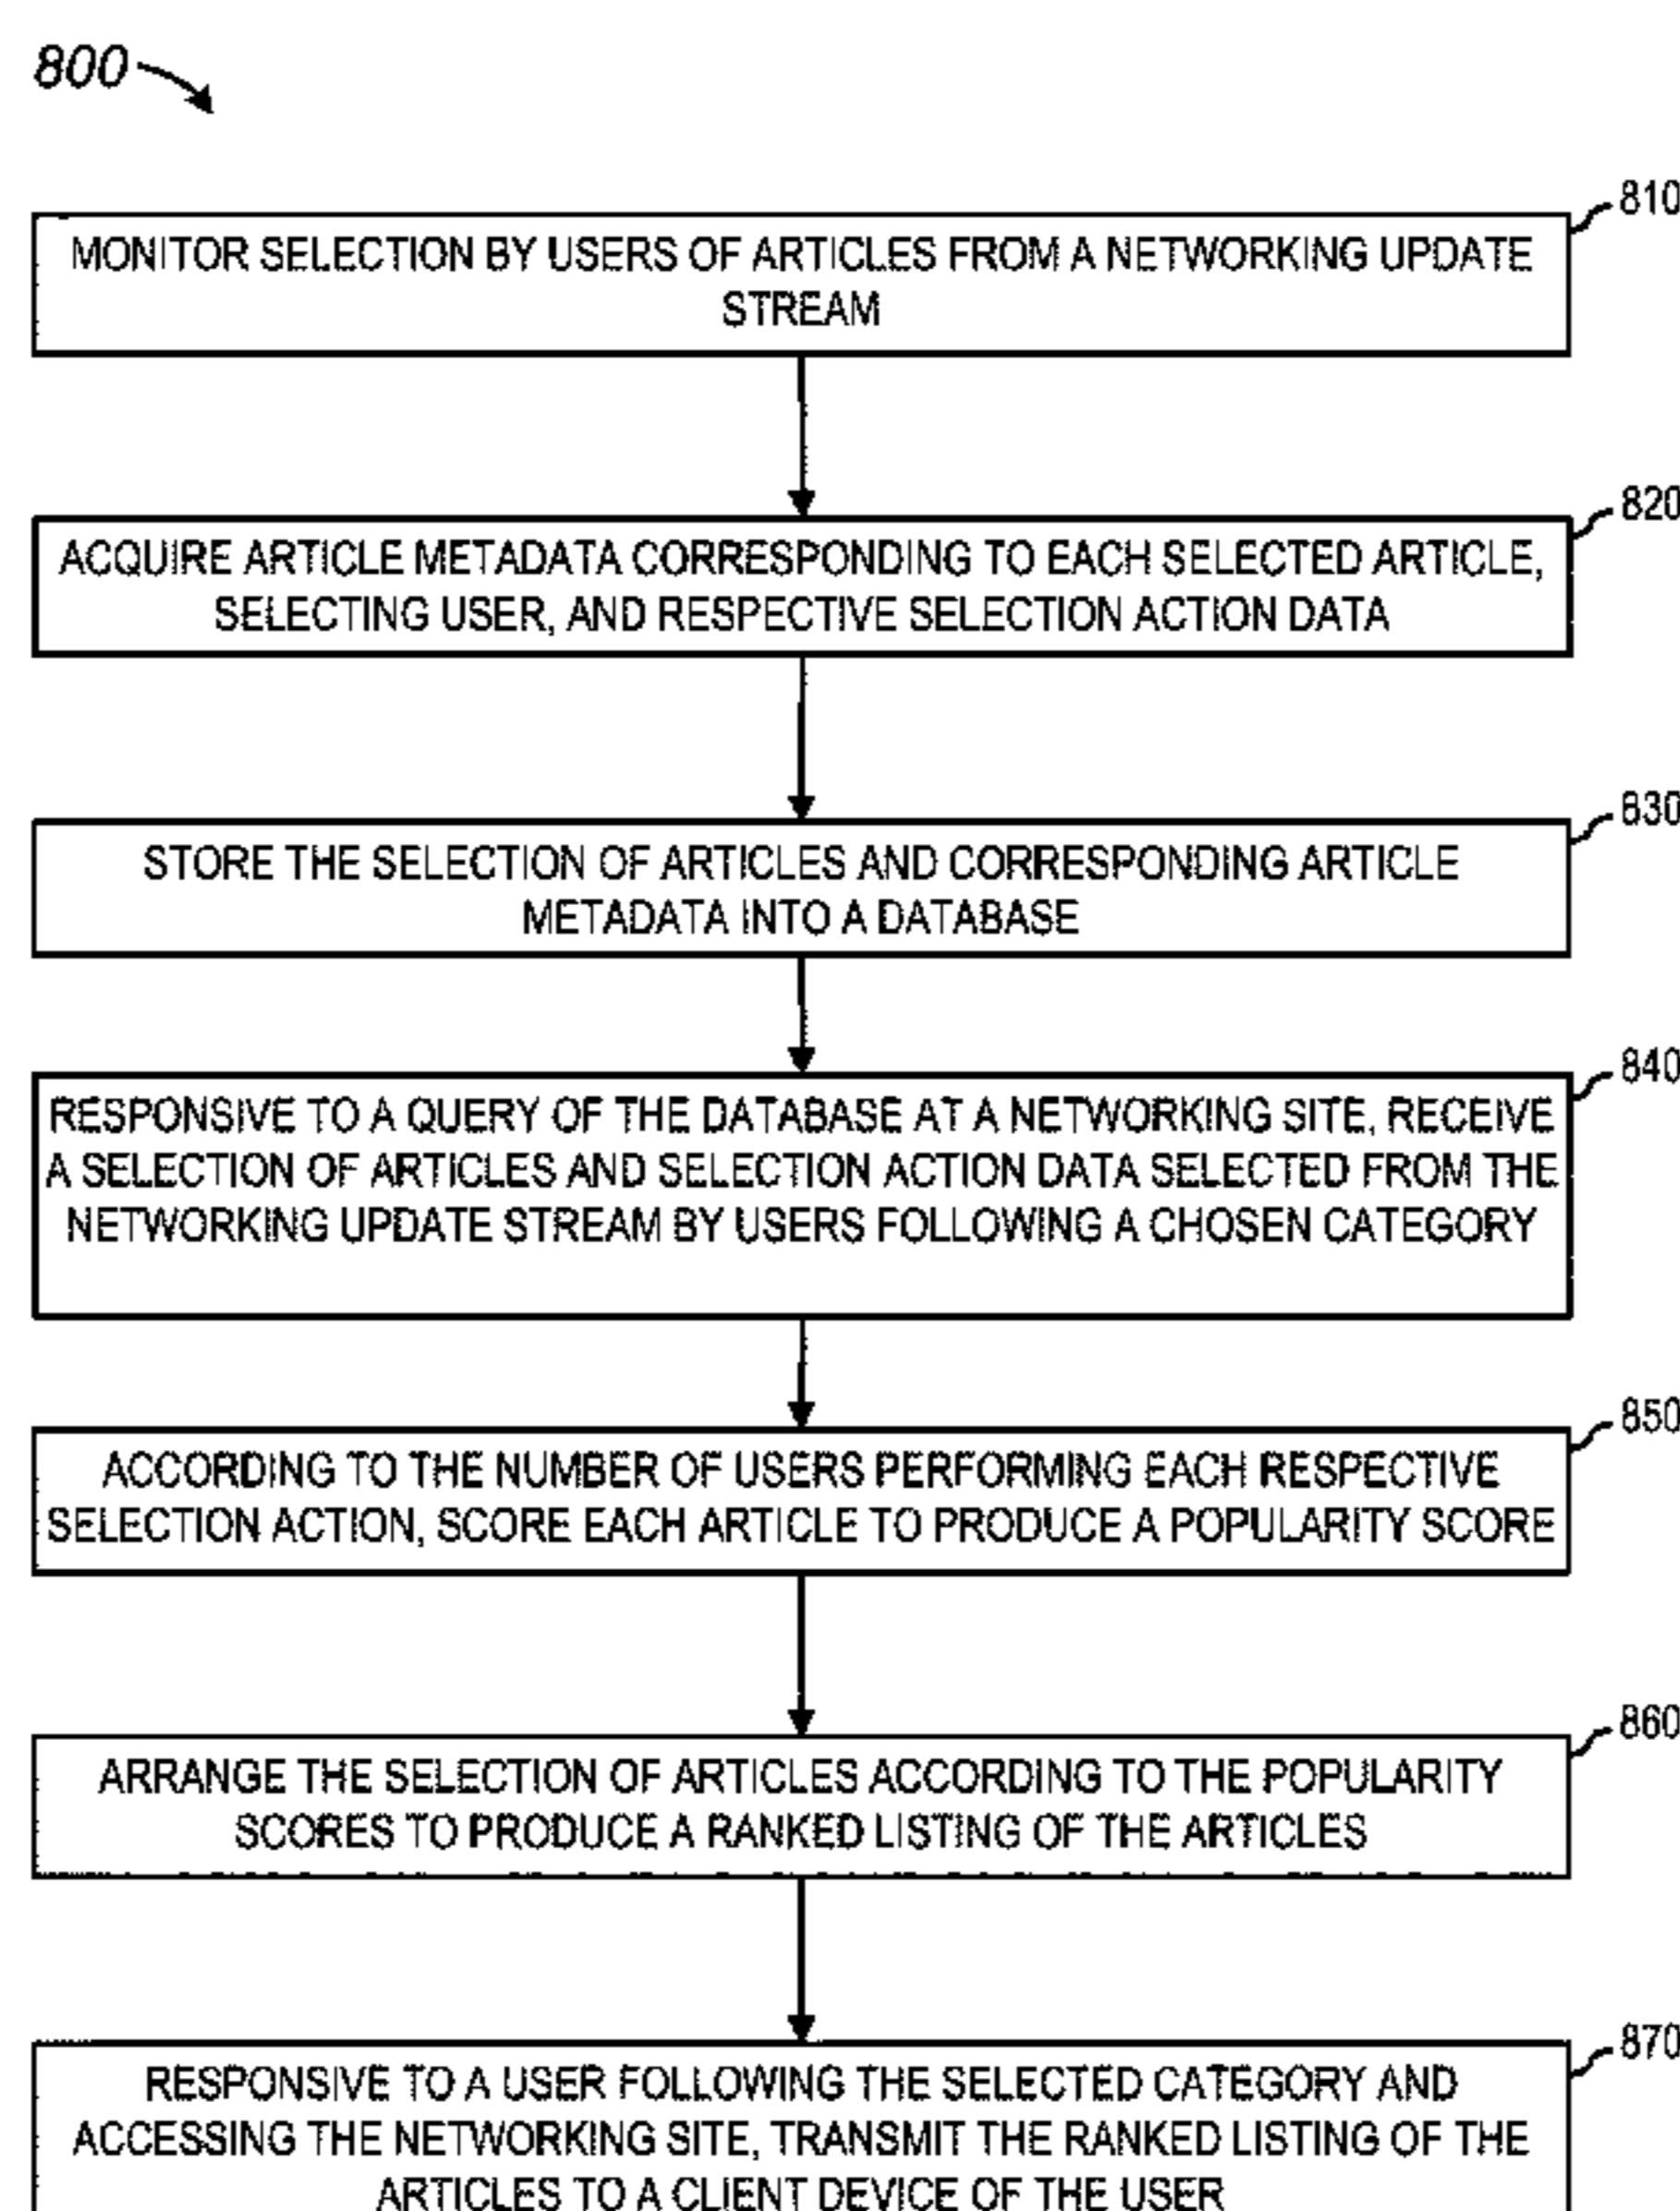 800
810
MONITOR SELECTION BY USERS OF ARTICLES FROM A NETWORKING UPDATE
STREAM
820
ACQUIRE ARTICLE METADATA CORRESPONDING TO EACH SELECTED ARTICLE,
SELECTING USER, AND RESPECTIVE SELECTION ACTION DATA
830
STORE THE SELECTION OF ARTICLES AND CORRESPONDING ARTICLE
METADATA INTO A DATABASE
840
RESPONSIVE TO A QUERY OF THE DATABASE AT A NETWORKING SITE, RECEIVE
A SELECTION OF ARTICLES AND SELECTION ACTION DATA SELECTED FROM THE
NETWORKING UPDATE STREAM BY USERS FOLLOWING A CHOSEN CATEGORY
850
ACCORDING TO THE NUMBER OF USERS PERFORMING EACH RESPECTIVE
SELECTION ACTION, SCORE EACH ARTICLE TO PRODUCE A POPULARITY SCORE
860
ARRANGE THE SELECTION OF ARTICLES ACCORDING TO THE POPULARITY
SCORES TO PRODUCE A RANKED LISTING OF THE ARTICLES
870
RESPONSIVE TO A USER FOLLOWING THE SELECTED CATEGORY AND
ACCESSING THE NETWORKING SITE, TRANSMIT THE RANKED LISTING OF THE
ARTICLES TO A CLIENT DEVICE OF THE USER